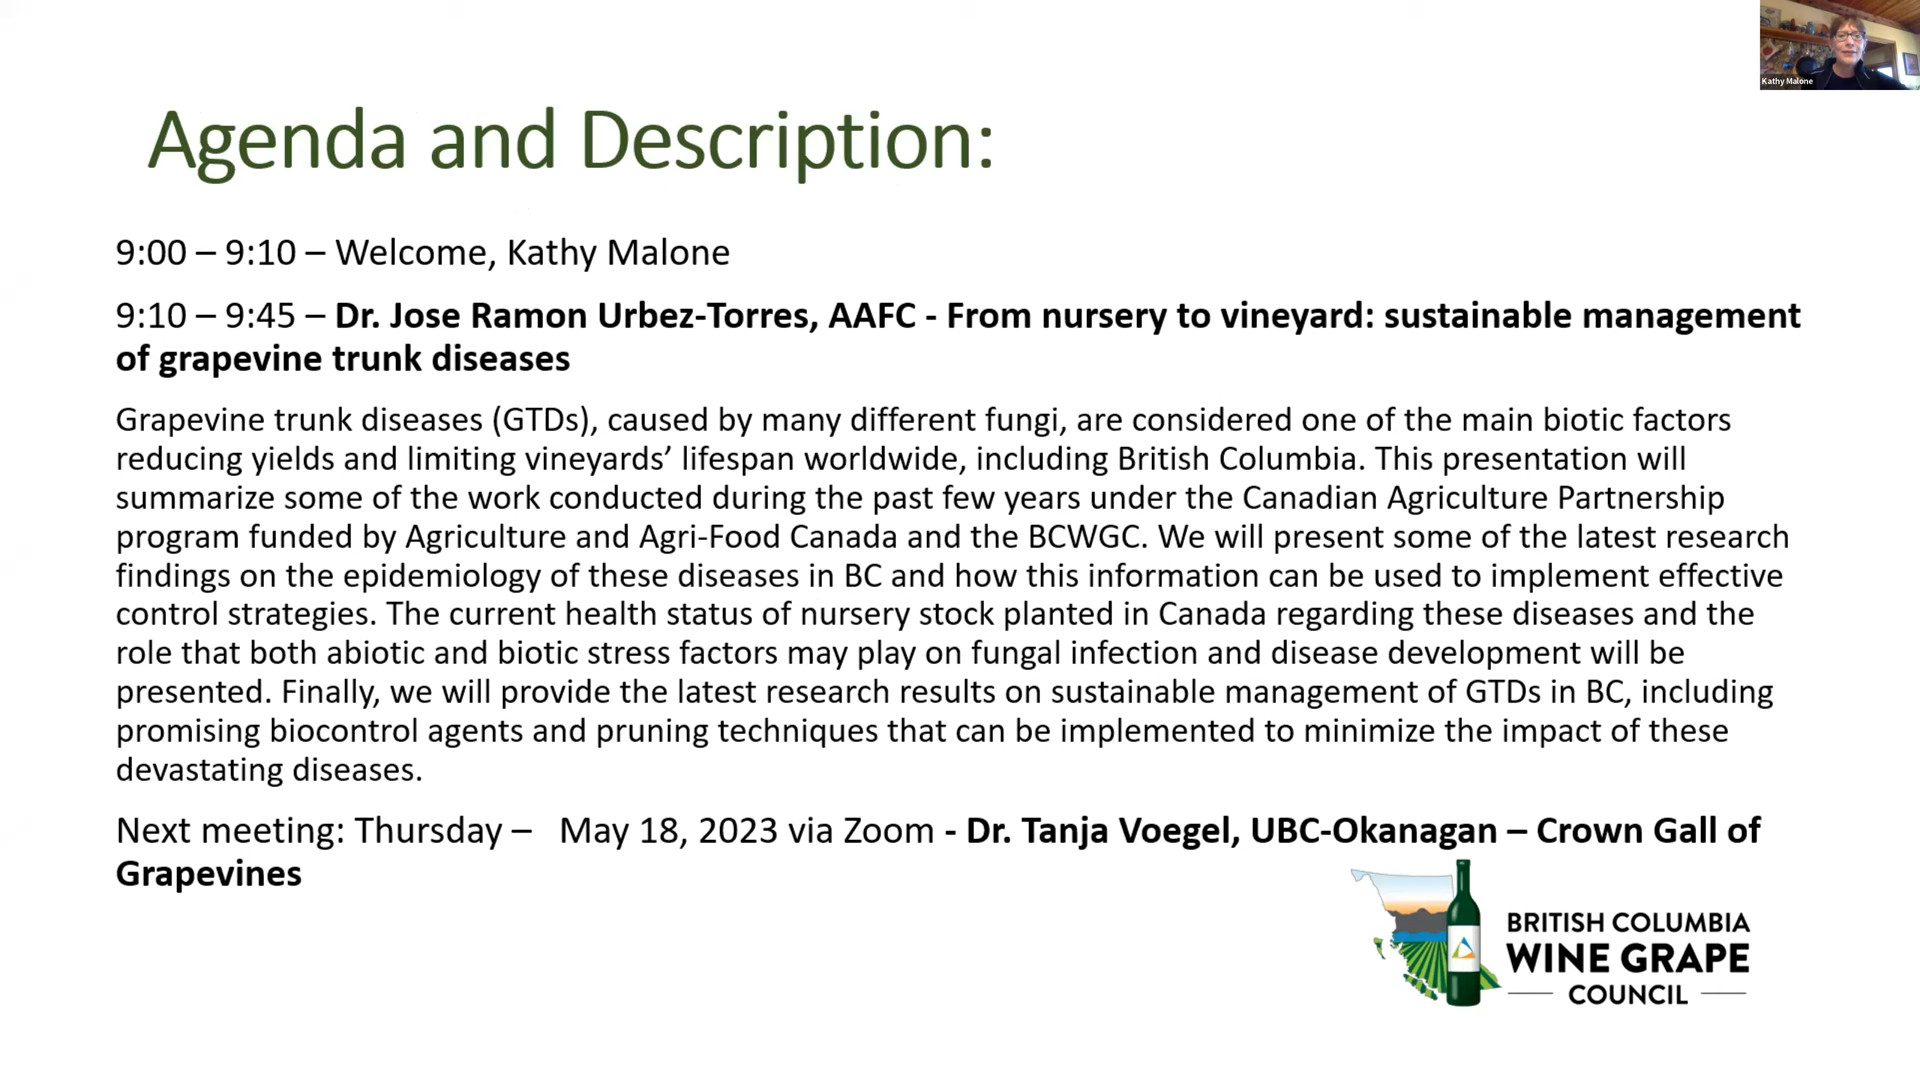 Kathy Malone
Agenda and Description:
9:00 – 9:10 – Welcome, Kathy Malone
9:10 – 9:45 – Dr. Jose Ramon Urbez-Torres, AAFC - From nursery to vineyard: sustainable management
of grapevine trunk diseases
Grapevine trunk diseases (GTDs), caused by many different fungi, are considered one of the main biotic factors
reducing yields and limiting vineyards’ lifespan worldwide, including British Columbia. This presentation will
summarize some of the work conducted during the past few years under the Canadian Agriculture Partnership
program funded by Agriculture and Agri-Food Canada and the BCWGC. We will present some of the latest research
findings on the epidemiology of these diseases in BC and how this information can be used to implement effective
control strategies. The current health status of nursery stock planted in Canada regarding these diseases and the
role that both abiotic and biotic stress factors may play on fungal infection and disease development will be
presented. Finally, we will provide the latest research results on sustainable management of GTDs in BC, including
promising biocontrol agents and pruning techniques that can be implemented to minimize the impact of these
devastating diseases.
Next meeting: Thursday – May 18, 2023 via Zoom - Dr. Tanja Voegel, UBC-Okanagan – Crown Gall of
Grapevines
BRITISH COLUMBIA
WINE GRAPE
COUNCIL